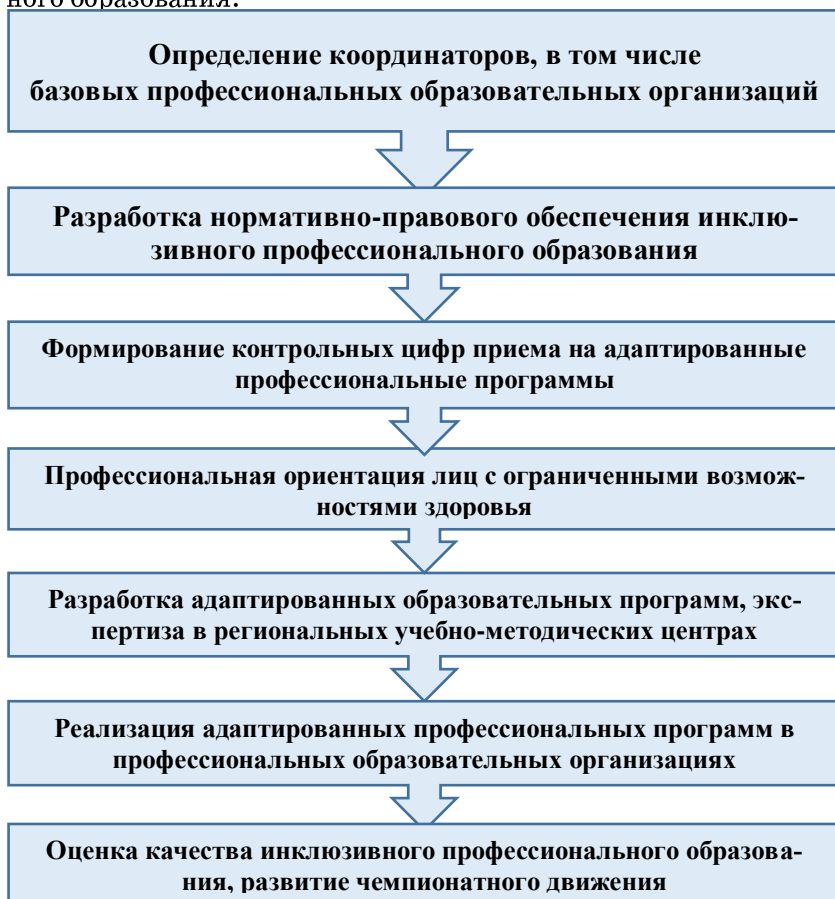 ного образования.
Определение координаторов, в том числе
базовых профессиональных образовательных организаций
Разработка нормативно-правового обеспечения инклю-
зивного профессионального образования
Формирование контрольных цифр приема на адаптированные
профессиональные программы
Профессиональная ориентация лиц с ограниченными возмож-
ностями здоровья
Разработка адаптированных образовательных программ, экс-
пертиза в региональных учебно-методических центрах
Реализация адаптированных профессиональных программ в
профессиональных образовательных организациях
Оценка качества инклюзивного профессионального образова-
ния, развитие чемпионатного движения